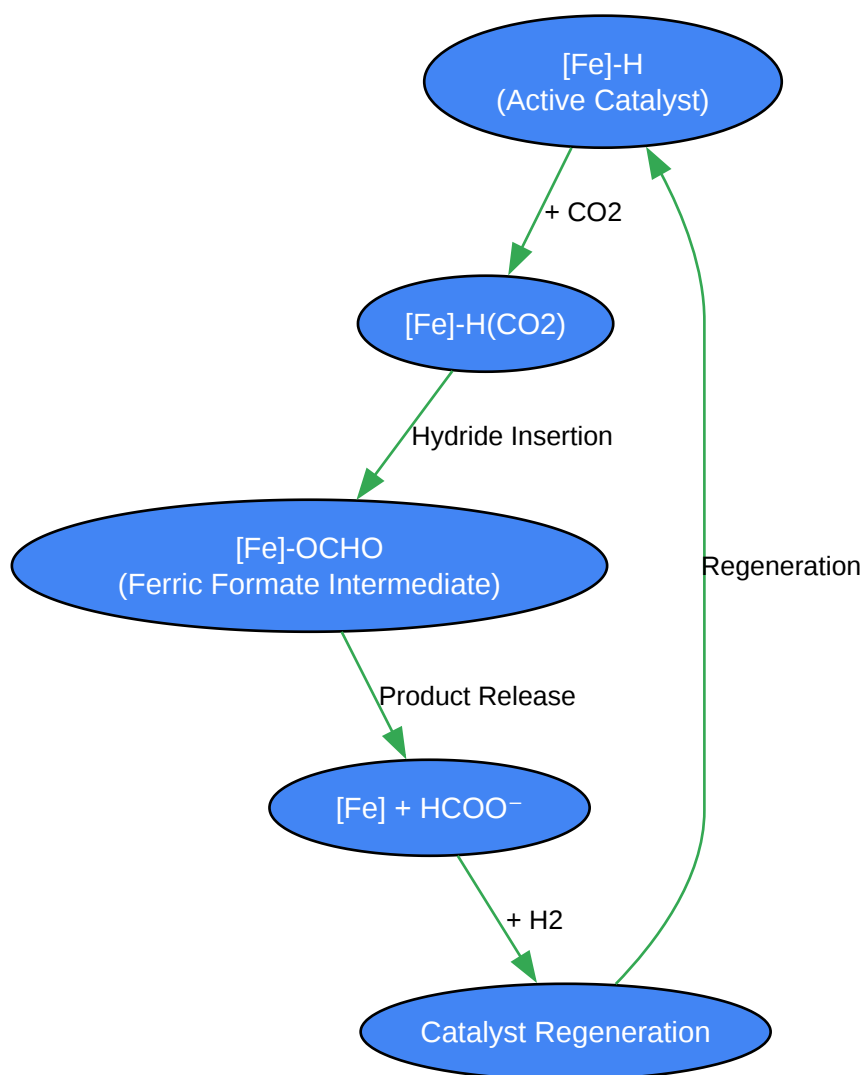 [Fe]-H
(Active Catalyst)
+ CO2
[Fe]-H(CO2)
Hydride Insertion
[Fe]-OCHO
(Ferric Formate Intermediate)
Regeneration
Product Release
[Fe] + HCOO⁻
+ H2
Catalyst Regeneration